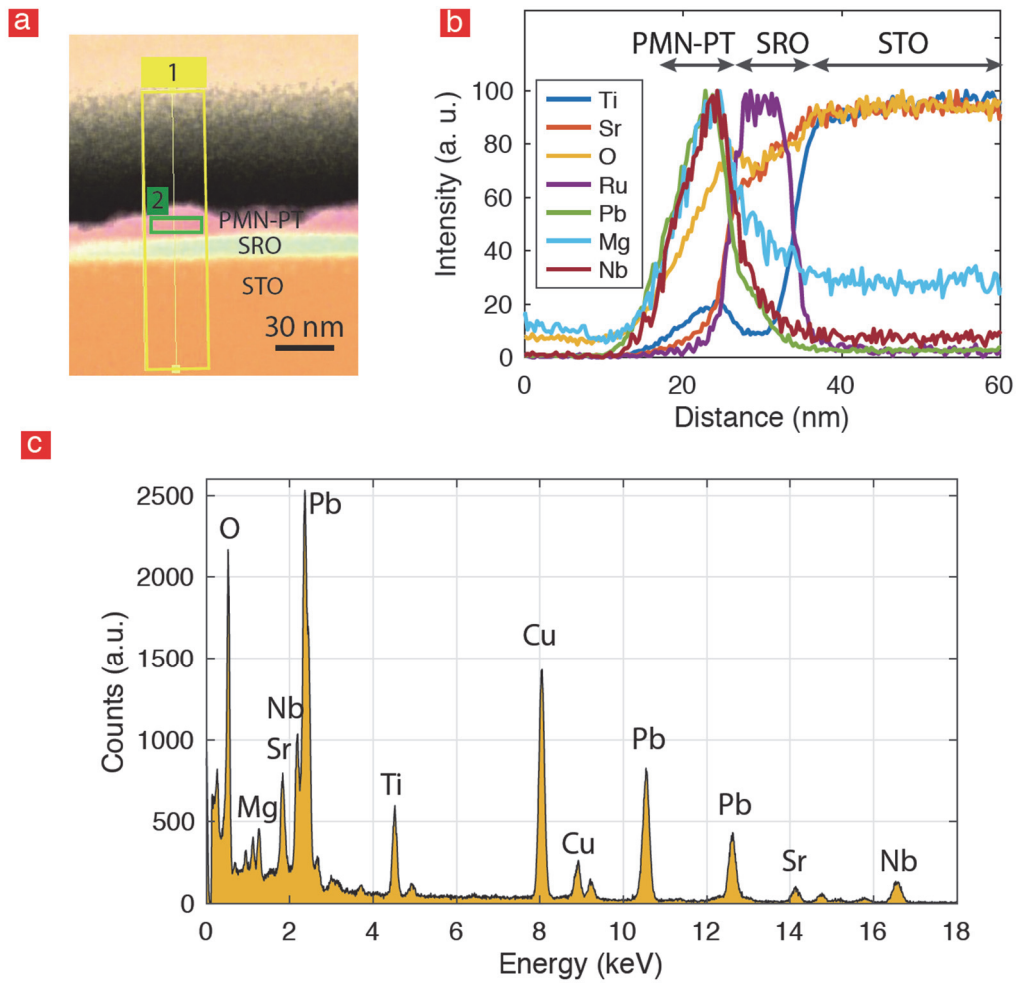 a
1
2
PMN-PT
SRO
STO
30 nm
b
PMN-PT SRO STO
Intensity (a. u.)
100
80
60
40
20
0
Ti
Sr
O
Ru
Pb
Mg
Nb
0 20 40 60
Distance (nm)
c
Counts (a.u.)
2500
2000
1500
1000
500
0
O
Pb
Nb
Sr
Mg
Ti
Cu
Cu
Pb
Pb
Sr
Nb
0 2 4 6 8 10 12 14 16 18
Energy (keV)